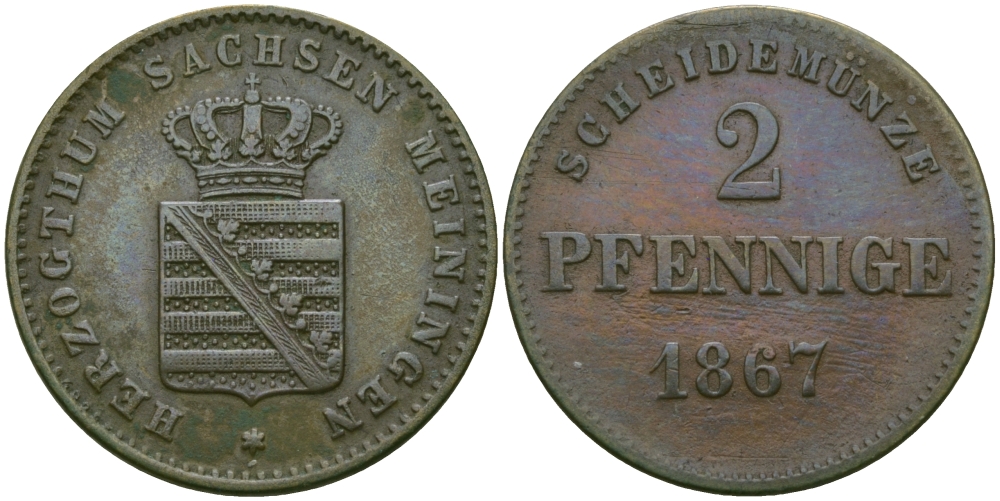 HERZOGTHUM SACHSEN MEININGEN *
SCHEIDEMÜNZE
2
PFENNIGE
1867